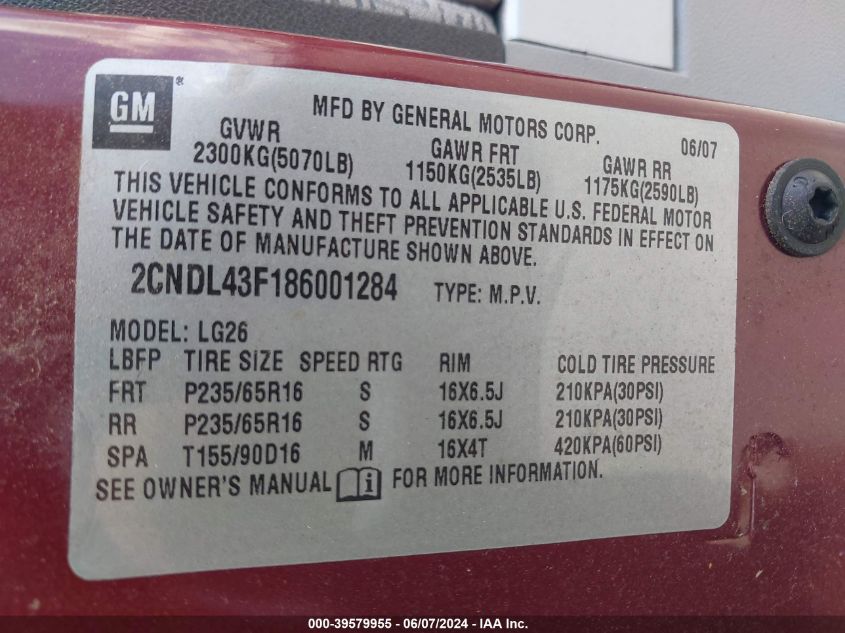 GM ®
MFD BY GENERAL MOTORS CORP. 06/07
GVWR GAWR FRT GAWR RR
2300KG(5070LB) 1150KG(2535LB) 1175KG(2590LB)
THIS VEHICLE CONFORMS TO ALL APPLICABLE U.S. FEDERAL MOTOR
VEHICLE SAFETY AND THEFT PREVENTION STANDARDS IN EFFECT ON
THE DATE OF MANUFACTURE SHOWN ABOVE.
2CNDL43F186001284 TYPE: M.P.V.
MODEL: LG26
LBFP TIRE SIZE SPEED RTG RIM COLD TIRE PRESSURE
FRT P235/65R16 S 16X6.5J 210KPA(30PSI)
RR P235/65R16 S 16X6.5J 210KPA(30PSI)
SPA T155/90D16 M 16X4T 420KPA(60PSI)
SEE OWNER'S MANUAL i FOR MORE INFORMATION.
000-39579955 - 06/07/2024 - IAA Inc.